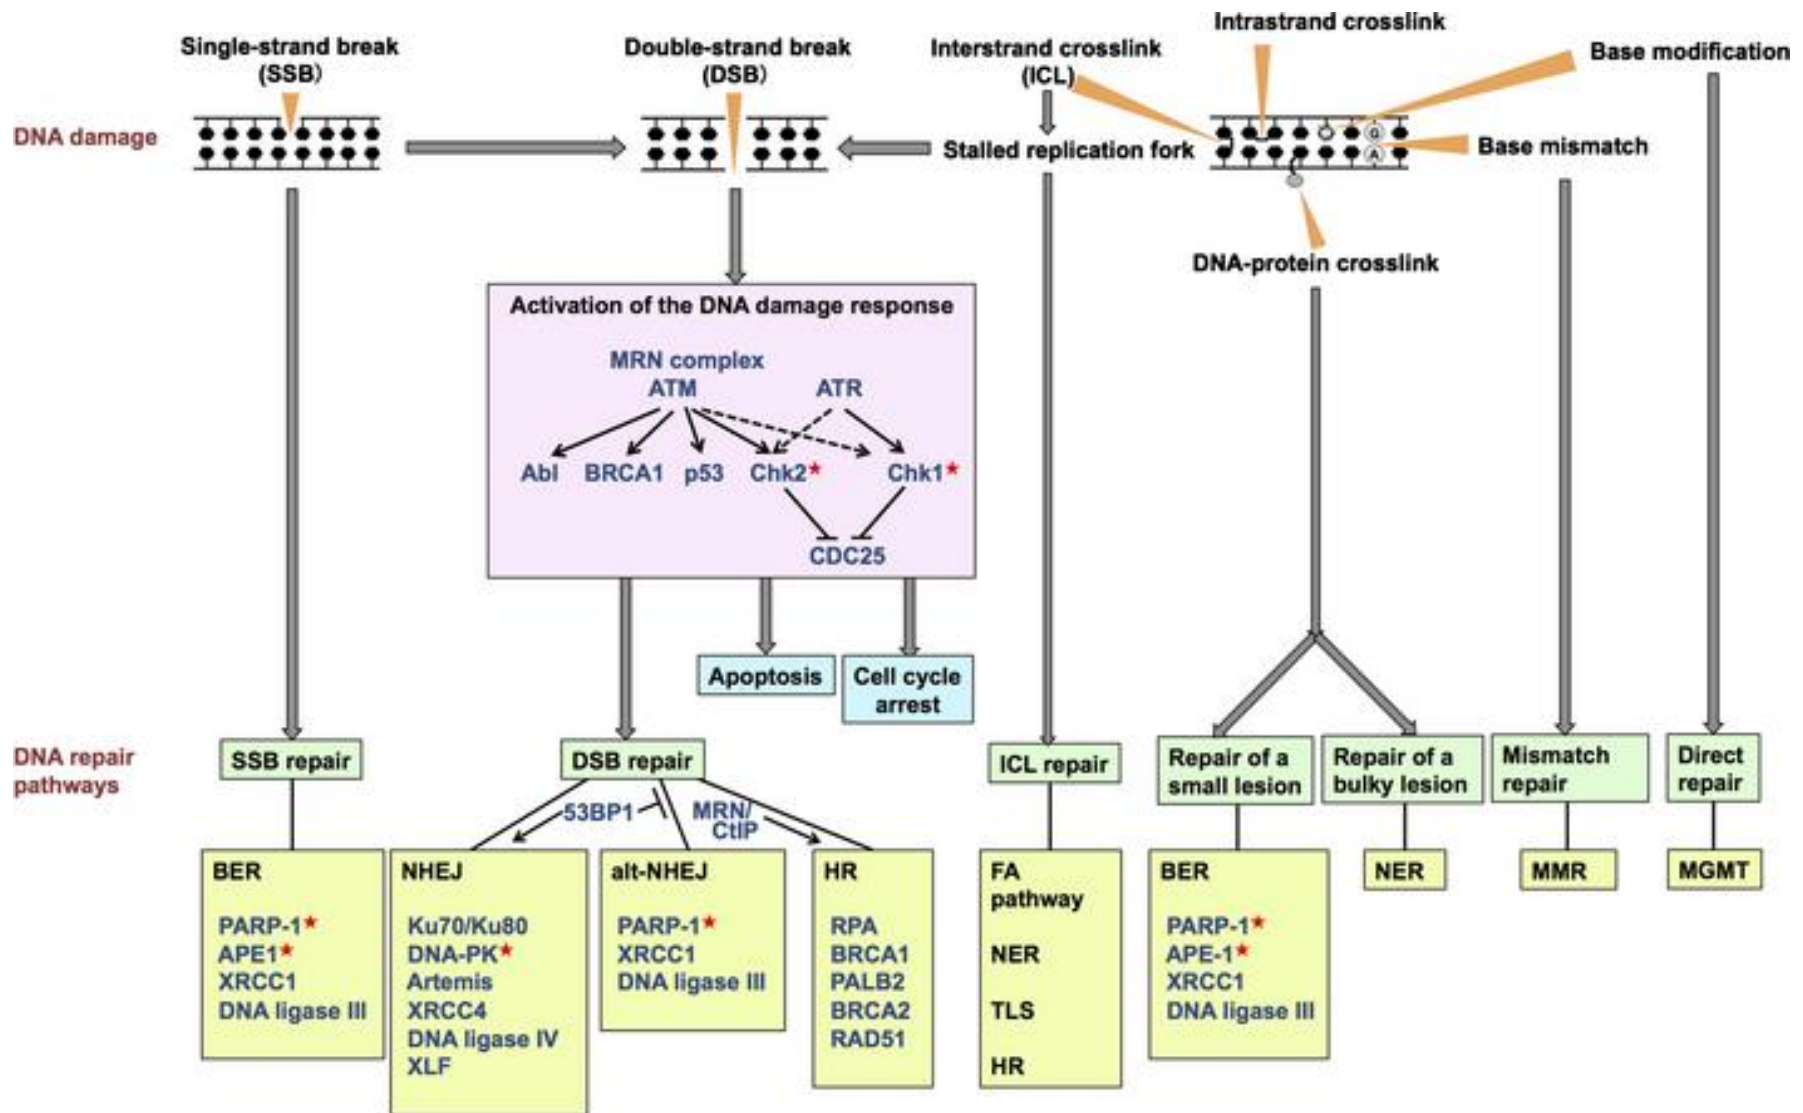 Single-strand break
(SSB)
Double-strand break
(DSB)
Interstrand crosslink
(ICL)
Intrastrand crosslink
Base modification
DNA damage
Stalled replication fork
G
A
Base mismatch
DNA-protein crosslink
Activation of the DNA damage response
MRN complex
ATM
ATR
Abl
BRCA1
p53
Chk2★
Chk1★
CDC25
Apoptosis
Cell cycle
arrest
DNA repair
pathways
SSB repair
DSB repair
ICL repair
Repair of a
small lesion
Repair of a
bulky lesion
Mismatch
repair
Direct
repair
53BP1
MRN/
CtIP
BER
PARP-1★
APE1★
XRCC1
DNA ligase III
NHEJ
Ku70/Ku80
DNA-PK★
Artemis
XRCC4
DNA ligase IV
XLF
alt-NHEJ
PARP-1★
XRCC1
DNA ligase III
HR
RPA
BRCA1
PALB2
BRCA2
RAD51
FA
pathway
NER
TLS
HR
BER
PARP-1★
APE-1★
XRCC1
DNA ligase III
NER
MMR
MGMT